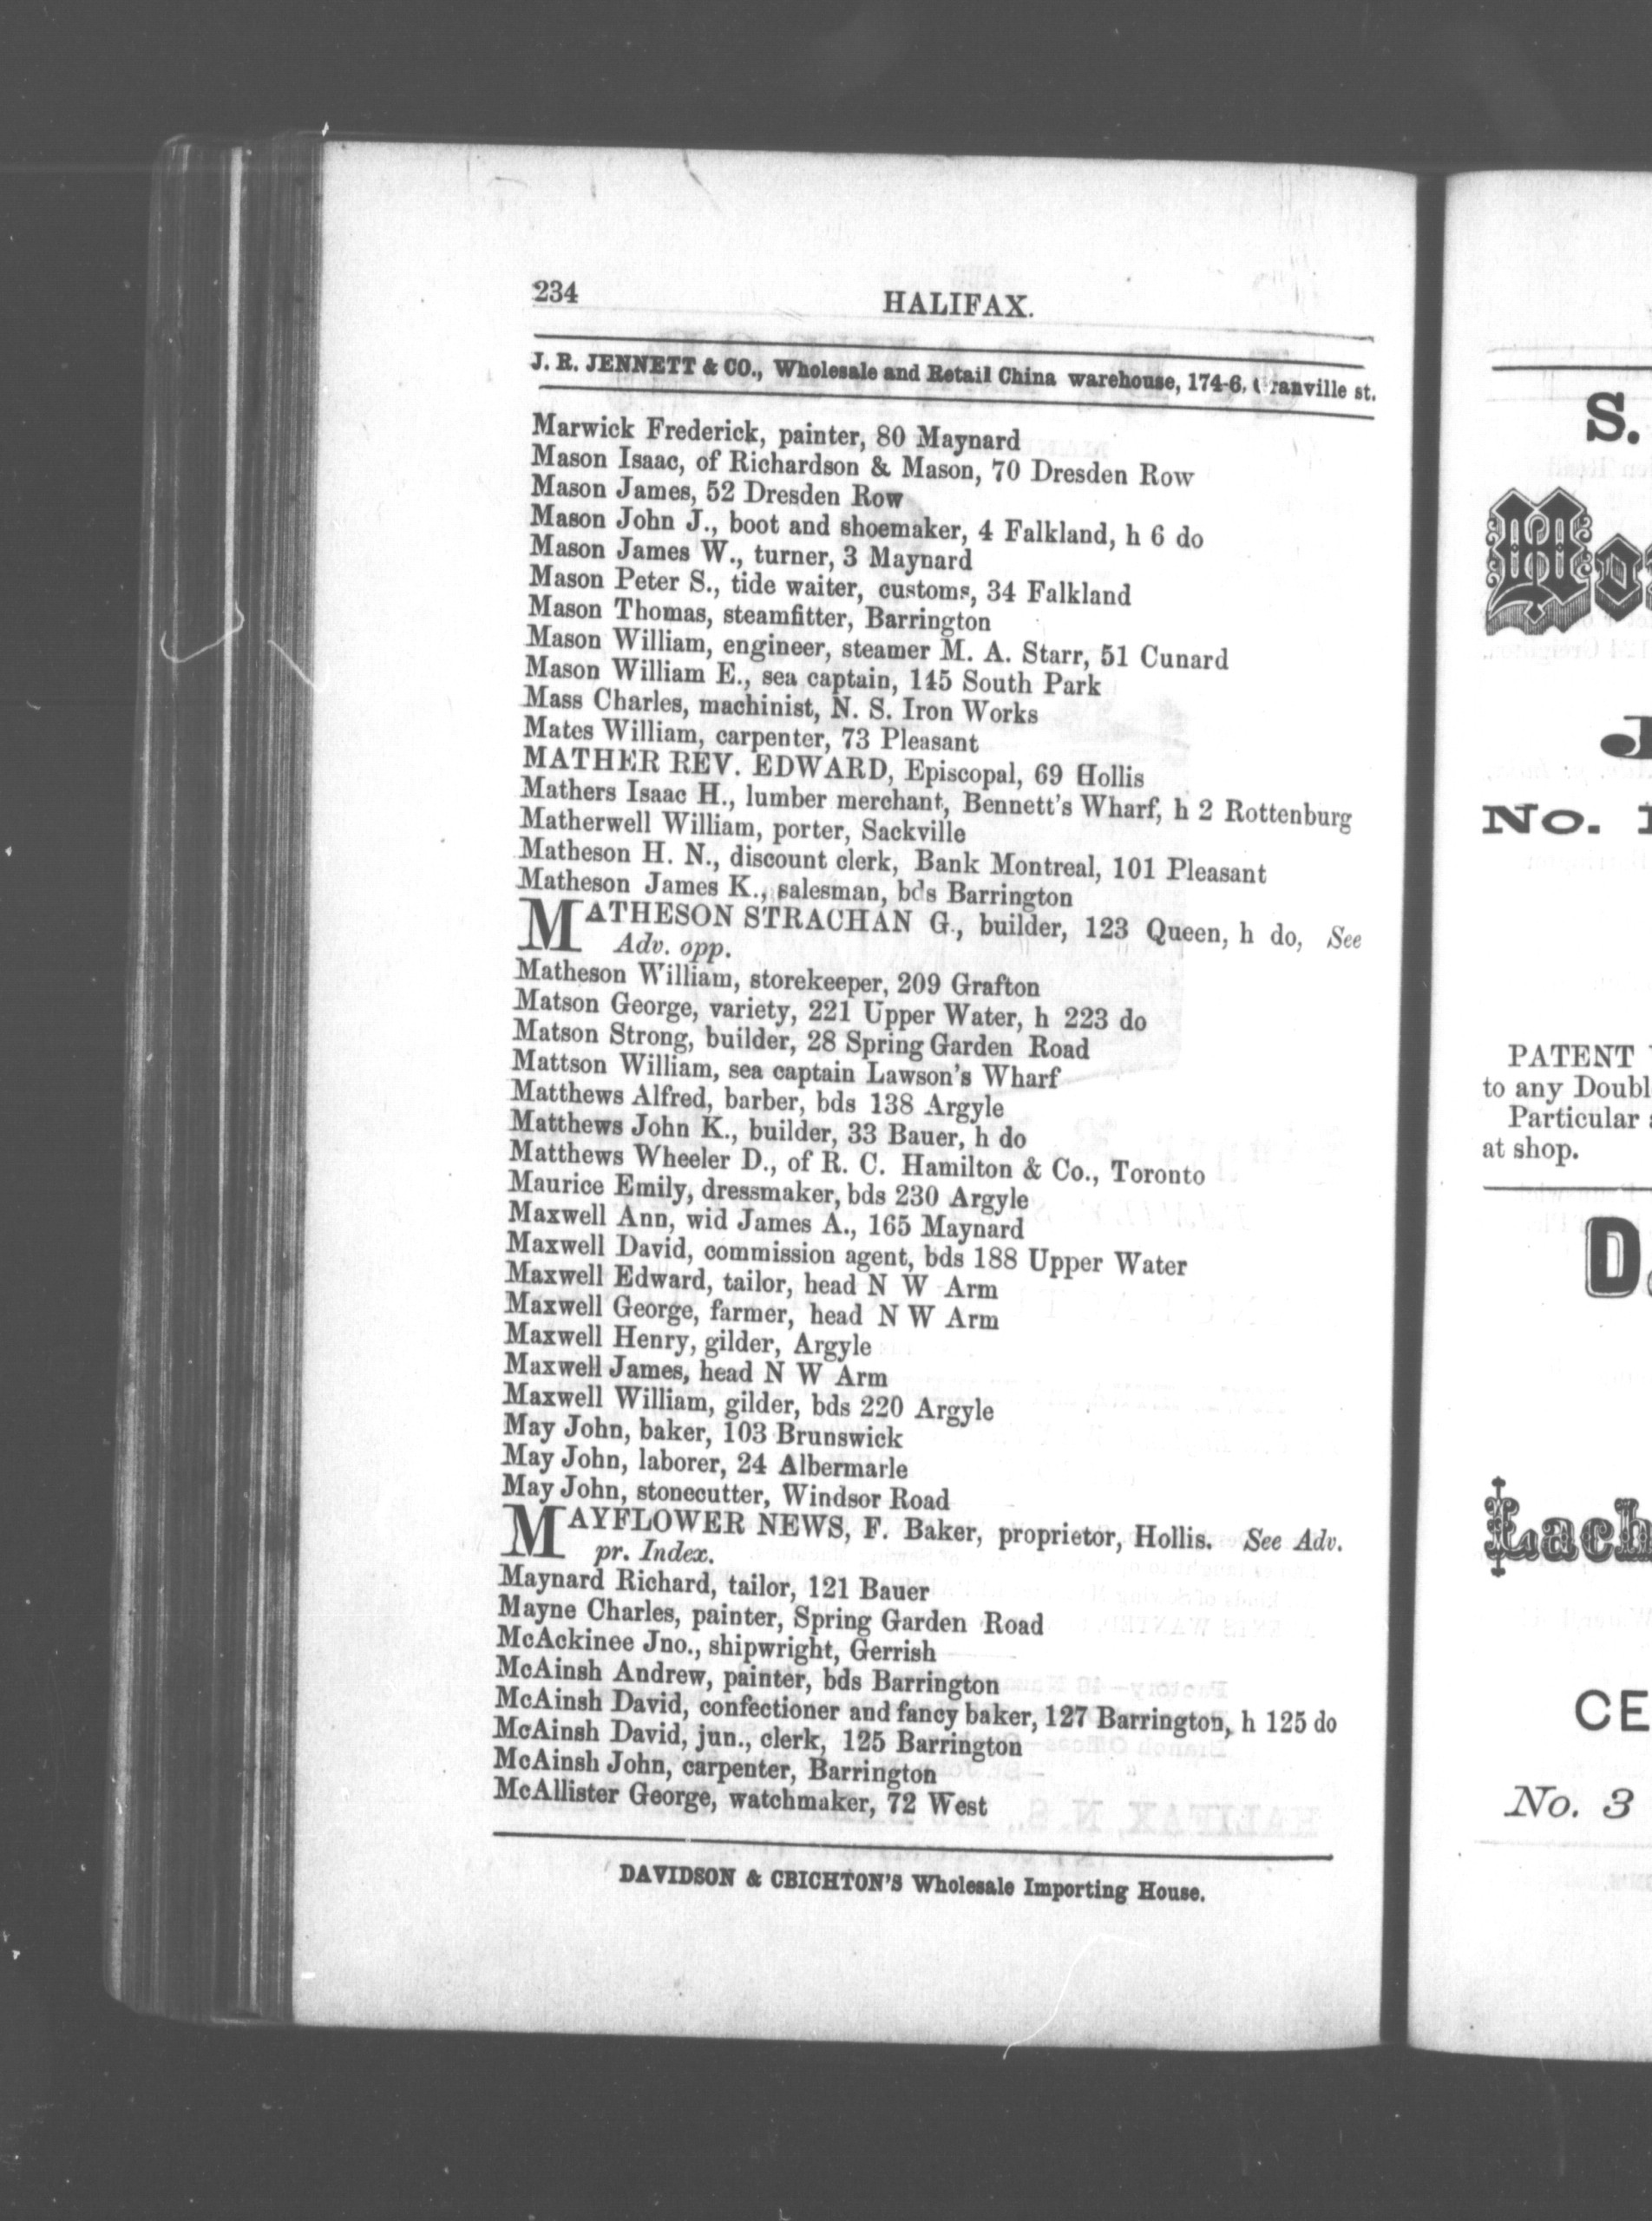 234
HALIFAX.
J. R. JENNETT & CO., Wholesale and Retail China warehouse, 174-6, Granville st.
Marwick Frederick, painter, 80 Maynard
Mason Isaac, of Richardson & Mason, 70 Dresden Row
Mason James, 52 Dresden Row
Mason John J., boot and shoemaker, 4 Falkland, h 6 do
Mason James W., turner, 3 Maynard
Mason Peter S., tide waiter, customs, 34 Falkland
Mason Thomas, steamfitter, Barrington
Mason William, engineer, steamer M. A. Starr, 51 Cunard
Mason William E., sea captain, 145 South Park
Mass Charles, machinist, N. S. Iron Works
Mates William, carpenter, 73 Pleasant
MATHER REV. EDWARD, Episcopal, 69 Hollis
Mathers Isaac H., lumber merchant, Bennett's Wharf, h 2 Rottenburg
Matherwell William, porter, Sackville
Matheson H. N., discount clerk, Bank Montreal, 101 Pleasant
Matheson James K., salesman, bds Barrington
MATHESON STRACHAN G., builder, 123 Queen, h do, See
Adv. opp.
Matheson William, storekeeper, 209 Grafton
Matson George, variety, 221 Upper Water, h 223 do
Matson Strong, builder, 28 Spring Garden Road
Mattson William, sea captain Lawson's Wharf
Matthews Alfred, barber, bds 138 Argyle
Matthews John K., builder, 33 Bauer, h do
Matthews Wheeler D., of R. C. Hamilton & Co., Toronto
Maurice Emily, dressmaker, bds 230 Argyle
Maxwell Ann, wid James A., 165 Maynard
Maxwell David, commission agent, bds 188 Upper Water
Maxwell Edward, tailor, head N W Arm
Maxwell George, farmer, head N W Arm
Maxwell Henry, gilder, Argyle
Maxwell James, head N W Arm
Maxwell William, gilder, bds 220 Argyle
May John, baker, 103 Brunswick
May John, laborer, 24 Albermarle
May John, stonecutter, Windsor Road
MAYFLOWER NEWS, F. Baker, proprietor, Hollis. See Adv.
pr. Index.
Maynard Richard, tailor, 121 Bauer
Mayne Charles, painter, Spring Garden Road
McAckinee Jno., shipwright, Gerrish
McAinsh Andrew, painter, bds Barrington
McAinsh David, confectioner and fancy baker, 127 Barrington, h 125 do
McAinsh David, jun., clerk, 125 Barrington
McAinsh John, carpenter, Barrington
McAllister George, watchmaker, 72 West
DAVIDSON & CRICHTON'S Wholesale Importing House.
S.
No.
PATENT
to any Doubl
Particular
at shop.
D
Lach
CE
No. 3